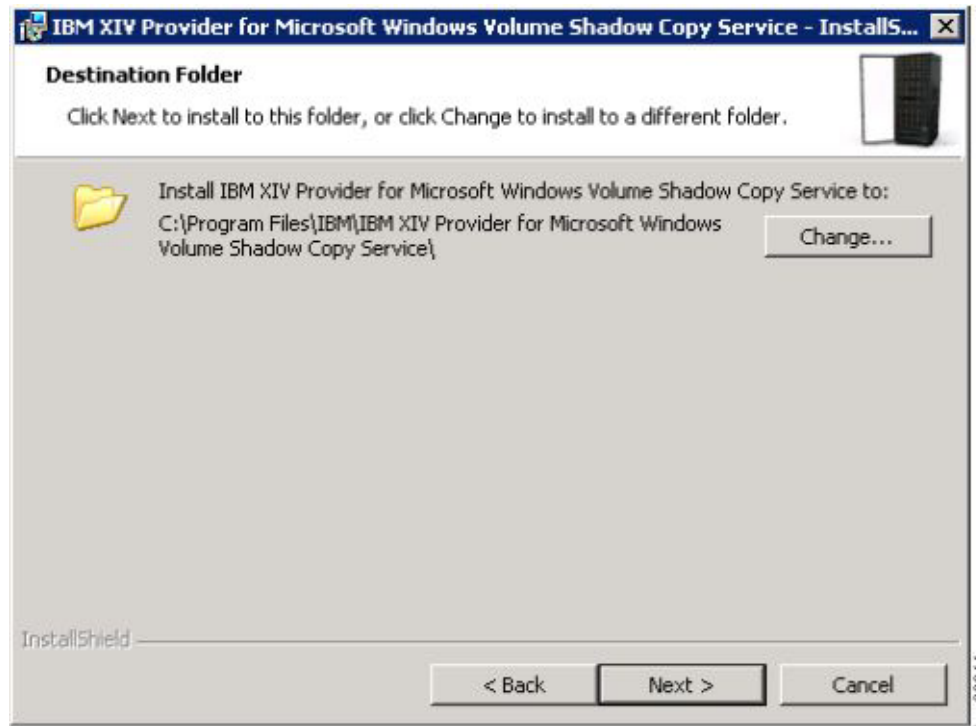 IBM XIV Provider for Microsoft Windows Volume Shadow Copy Service - InstallS...
Destination Folder
Click Next to install to this folder, or click Change to install to a different folder.
Install IBM XIV Provider for Microsoft Windows Volume Shadow Copy Service to:
C:\Program Files\IBM\IBM XIV Provider for Microsoft Windows
Volume Shadow Copy Service\
Change...
InstallShield
< Back
Next >
Cancel